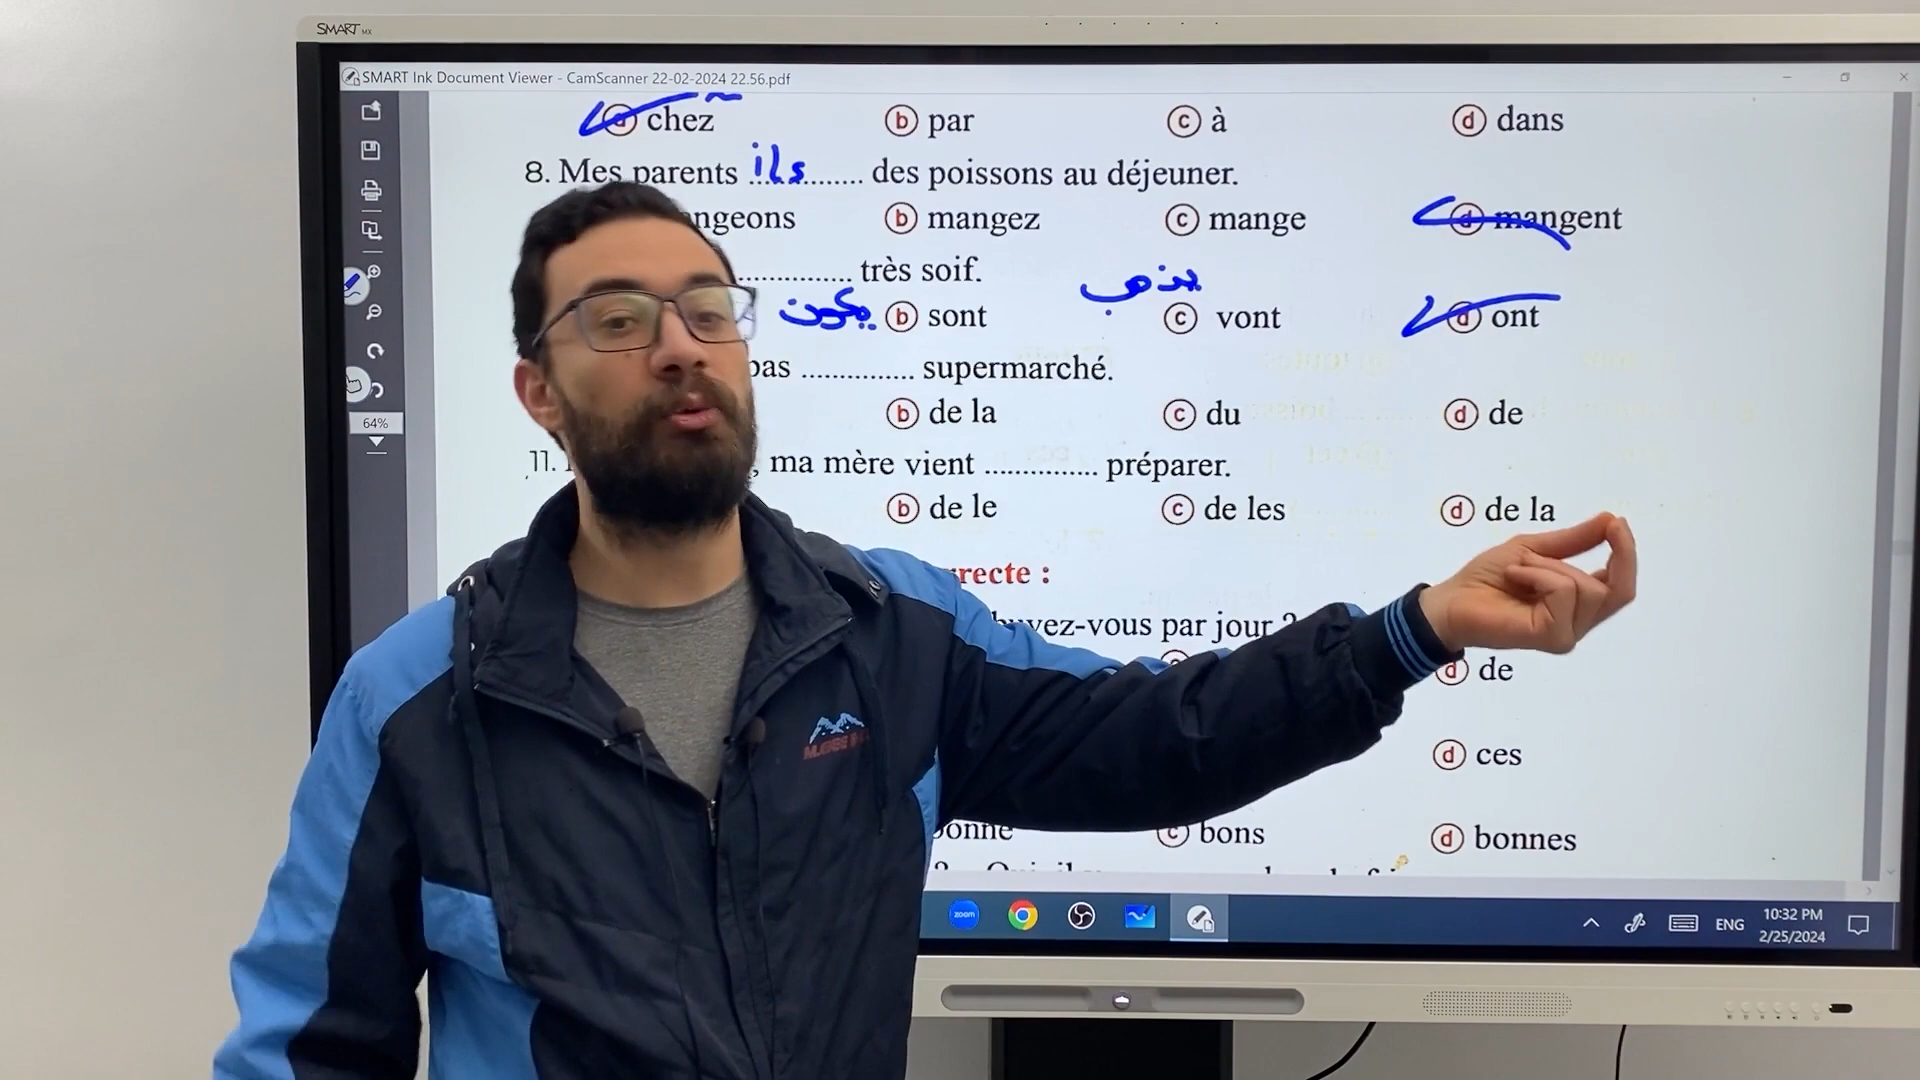 SMART MX
SMART Ink Document Viewer - CamScanner 22-02-2024 22.56.pdf
a chez b par c à d dans
8. Mes parents ils .............. des poissons au déjeuner.
ngeons b mangez c mange d mangent
.............. très soif.
يذهب
يكون b sont c vont d ont
pas .............. supermarché.
b de la c du d de
64%
11. , ma mère vient .............. préparer.
b de le c de les d de la
recte :
uvez-vous par jour ?
d de
d ces
bonne c bons d bonnes
zoom
ENG
10:32 PM
2/25/2024